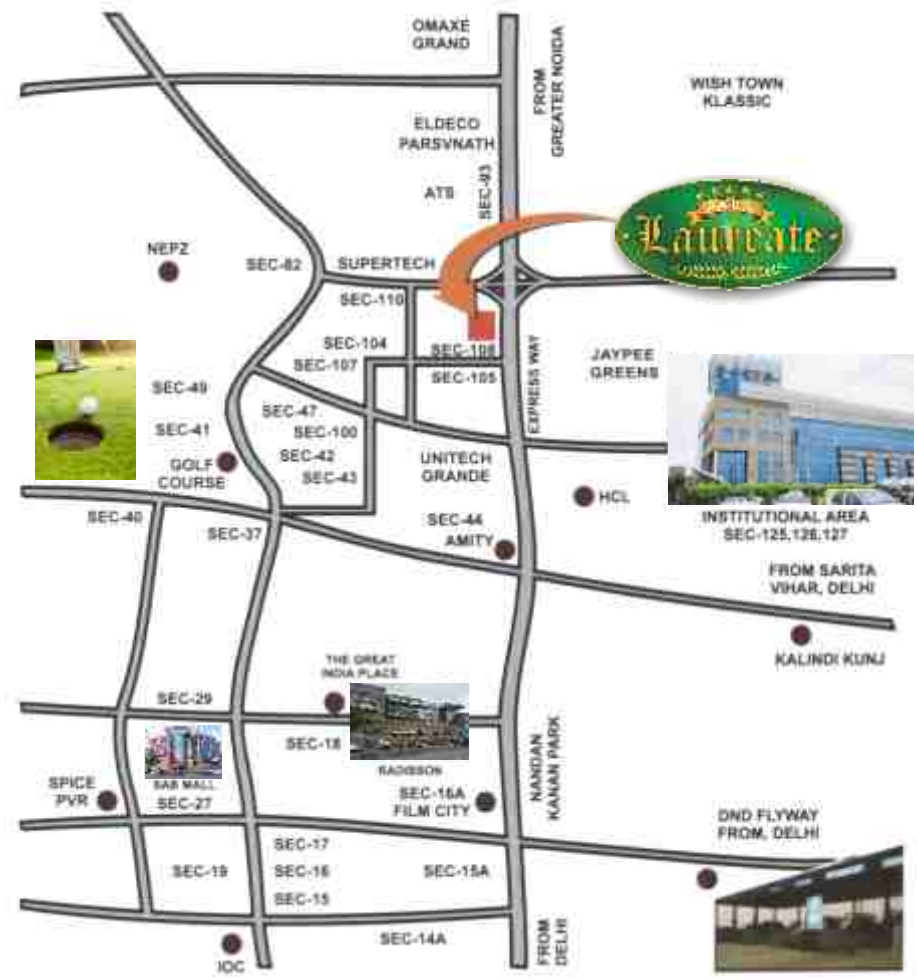 OMAXE
GRAND
FROM
GREATER NOIDA
WISH TOWN
KLASSIC
ELDECO
PARSVNATH
ATS
SEC-93
Laureate
NEPZ
SEC-82
SUPERTECH
SEC-110
SEC-104
SEC-107
SEC-108
SEC-105
EXPRESS WAY
JAYPEE
GREENS
SEC-49
SEC-41
GOLF
COURSE
SEC-47
SEC-100
SEC-42
SEC-43
UNITECH
GRANDE
HCL
INSTITUTIONAL AREA
SEC-125,126,127
SEC-40
SEC-37
SEC-44
AMITY
FROM SARITA
VIHAR, DELHI
KALINDI KUNJ
THE GREAT
INDIA PLACE
SEC-29
SEC-18
RADISSON
SAB MALL
SEC-27
SPICE
PVR
SEC-16A
FILM CITY
NANDAN
KANAN PARK
DND FLYWAY
FROM, DELHI
SEC-17
SEC-19
SEC-16
SEC-15A
SEC-15
SEC-14A
IOC
FROM
DELHI